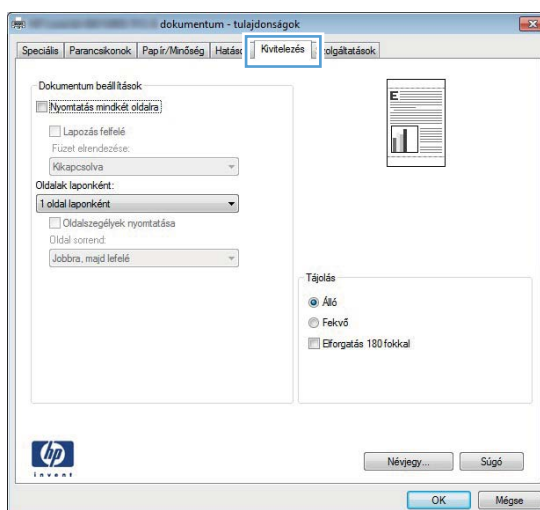 dokumentum - tulajdonságok
Speciális Parancsikonok Papír/Minőség Kivitelezés
Dokumentum beállítások
Nyomtatás mindkét oldalra
Lapozás felfelé
Füzet elrendezése:
Kikapcsolva
Oldalak laponként:
1 oldal laponként
Oldalszegélyek nyomtatása
Oldal sorrend:
Jobbra, majd lefelé
E
Tájolás
Álló
Fekvő
Elforgatás 180 fokkal
hp
invent
Névjegy... Súgó
OK Mégse